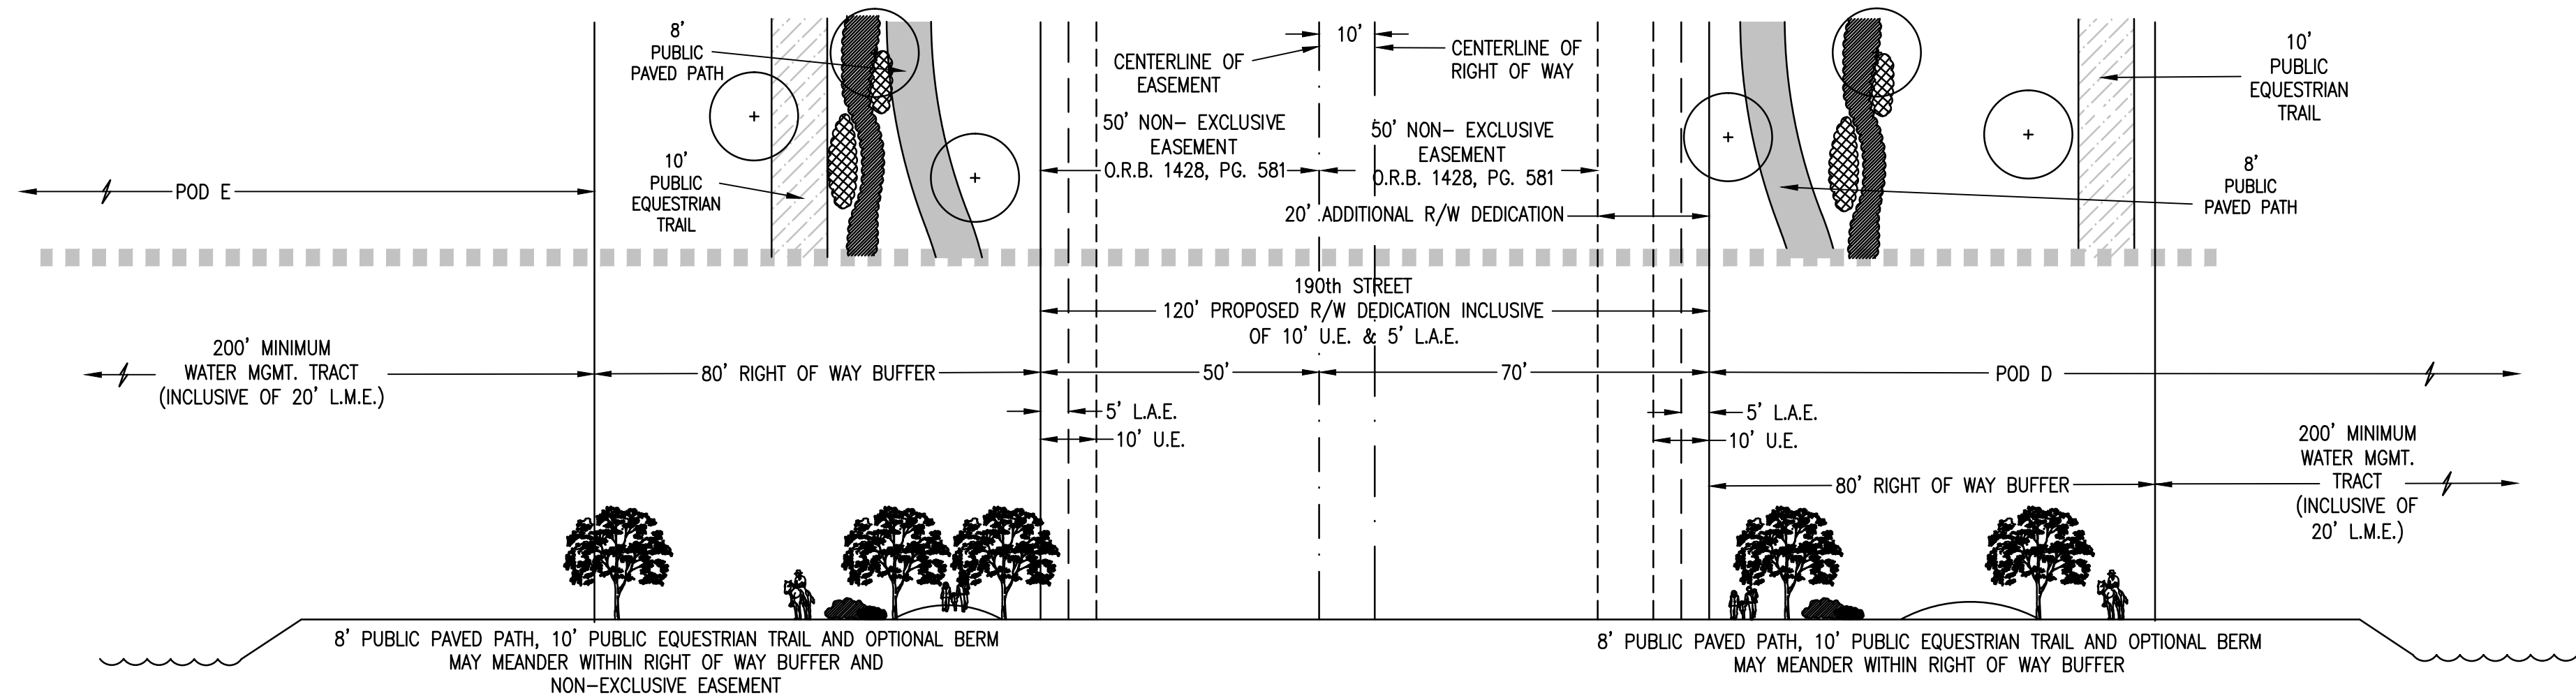 8'
PUBLIC
PAVED PATH
10'
PUBLIC
EQUESTRIAN
TRAIL
POD E
CENTERLINE OF
EASEMENT
10'
CENTERLINE OF
RIGHT OF WAY
50' NON- EXCLUSIVE
EASEMENT
O.R.B. 1428, PG. 581
50' NON- EXCLUSIVE
EASEMENT
O.R.B. 1428, PG. 581
20' ADDITIONAL R/W DEDICATION
10'
PUBLIC
EQUESTRIAN
TRAIL
8'
PUBLIC
PAVED PATH
190th STREET
120' PROPOSED R/W DEDICATION INCLUSIVE
OF 10' U.E. & 5' L.A.E.
200' MINIMUM
WATER MGMT. TRACT
(INCLUSIVE OF 20' L.M.E.)
80' RIGHT OF WAY BUFFER
50'
70'
POD D
5' L.A.E.
10' U.E.
5' L.A.E.
10' U.E.
80' RIGHT OF WAY BUFFER
200' MINIMUM
WATER MGMT.
TRACT
(INCLUSIVE OF
20' L.M.E.)
8' PUBLIC PAVED PATH, 10' PUBLIC EQUESTRIAN TRAIL AND OPTIONAL BERM
MAY MEANDER WITHIN RIGHT OF WAY BUFFER AND
NON-EXCLUSIVE EASEMENT
8' PUBLIC PAVED PATH, 10' PUBLIC EQUESTRIAN TRAIL AND OPTIONAL BERM
MAY MEANDER WITHIN RIGHT OF WAY BUFFER